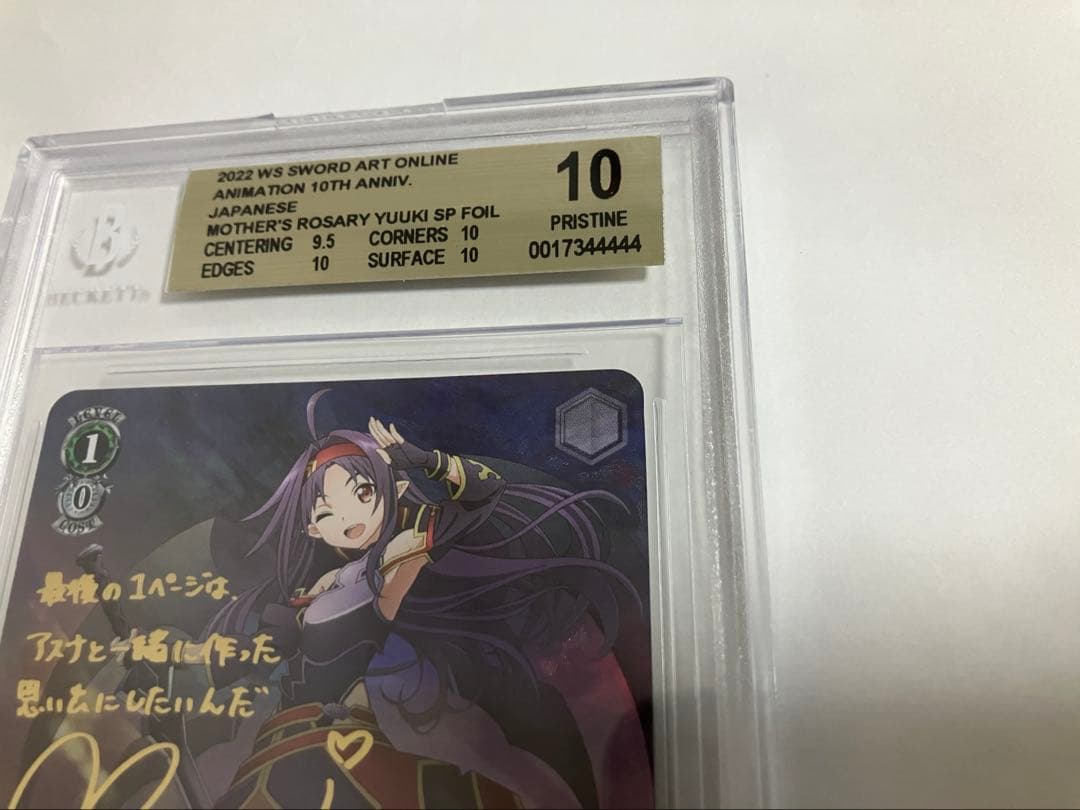 2022 WS SWORD ART ONLINE
ANIMATION 10TH ANNIV.
JAPANESE
MOTHER'S ROSARY YUUKI SP FOIL
CENTERING 9.5 CORNERS 10
EDGES 10 SURFACE 10
10
PRISTINE
0017344444
B
BECKETT
LEVEL
1
0
COST
最後の1ページは、
アスナと一緒に作った
思い出にしたいんだ